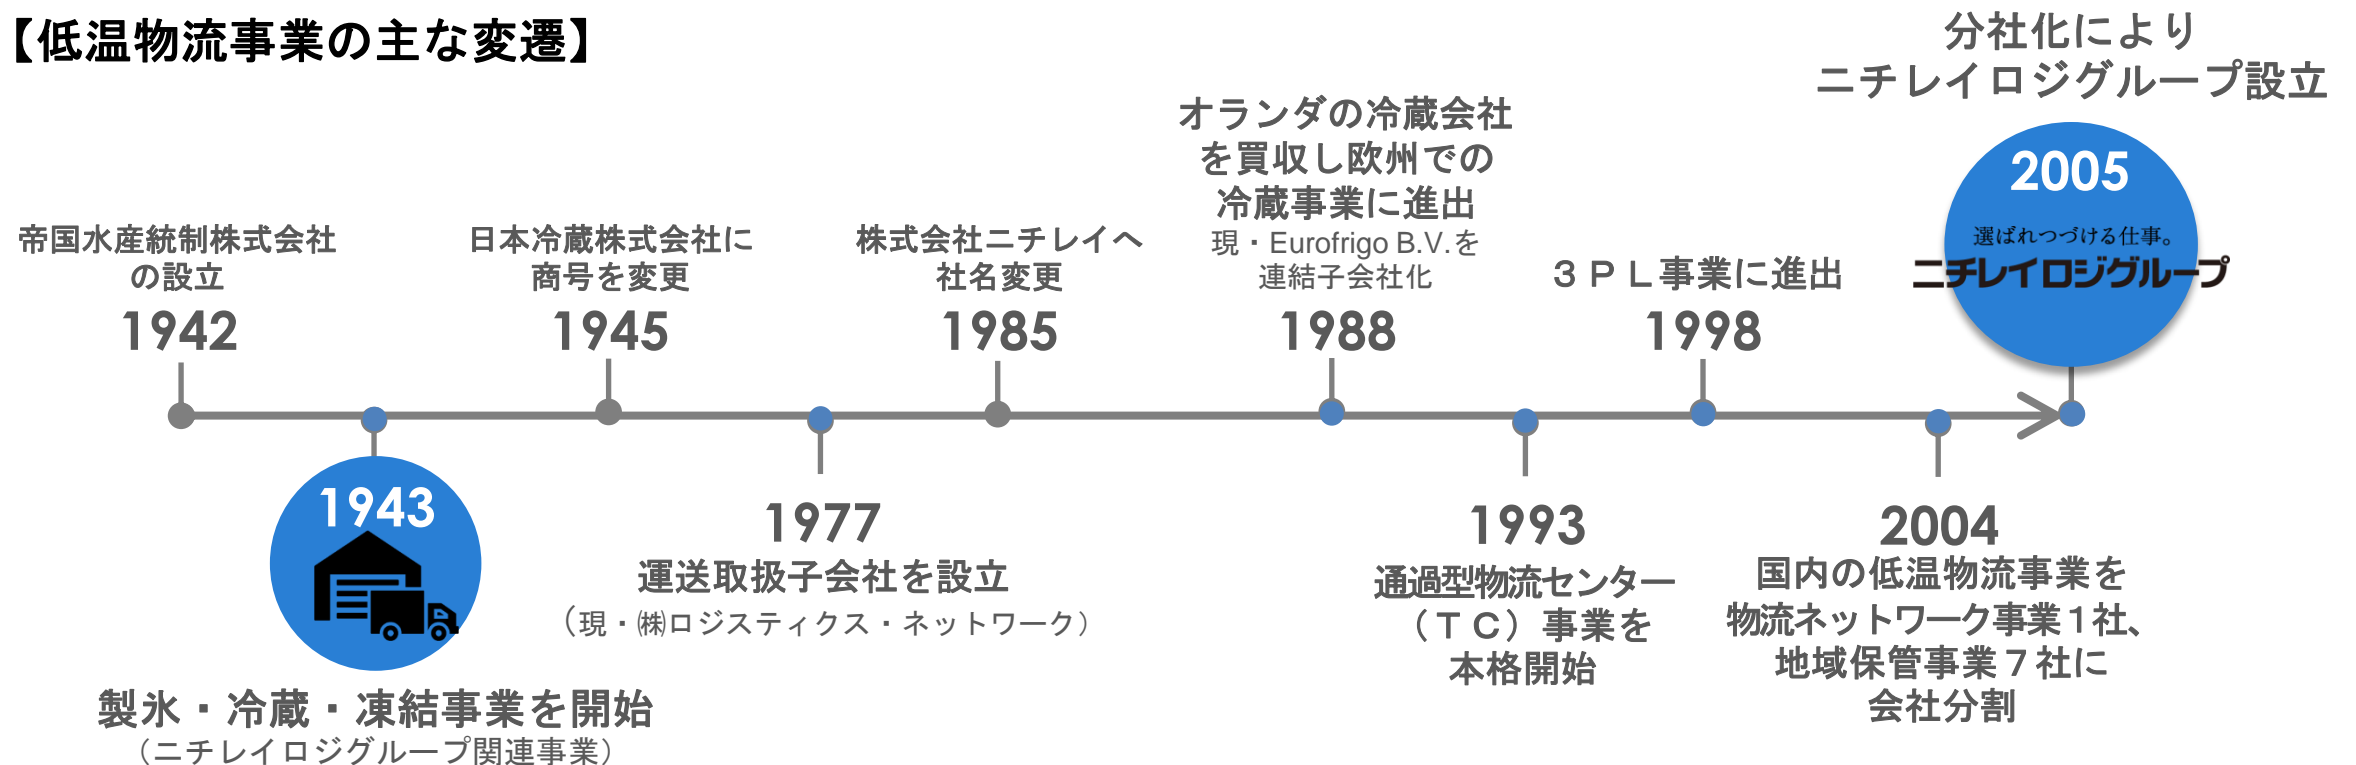 【低温物流事業の主な変遷】
帝国水産統制株式会社
の設立
1942
1943
製氷・冷蔵・凍結事業を開始
（ニチレイロジグループ関連事業）
日本冷蔵株式会社に
商号を変更
1945
1977
運送取扱子会社を設立
（現・㈱ロジスティクス・ネットワーク）
株式会社ニチレイへ
社名変更
1985
オランダの冷蔵会社
を買収し欧州での
冷蔵事業に進出
現・Eurofrigo B.V.を
連結子会社化
1988
1993
通過型物流センター
（ＴＣ）事業を
本格開始
３ＰＬ事業に進出
1998
2004
国内の低温物流事業を
物流ネットワーク事業１社、
地域保管事業７社に
会社分割
分社化により
ニチレイロジグループ設立
2005
選ばれつづける仕事。
ニチレイロジグループ